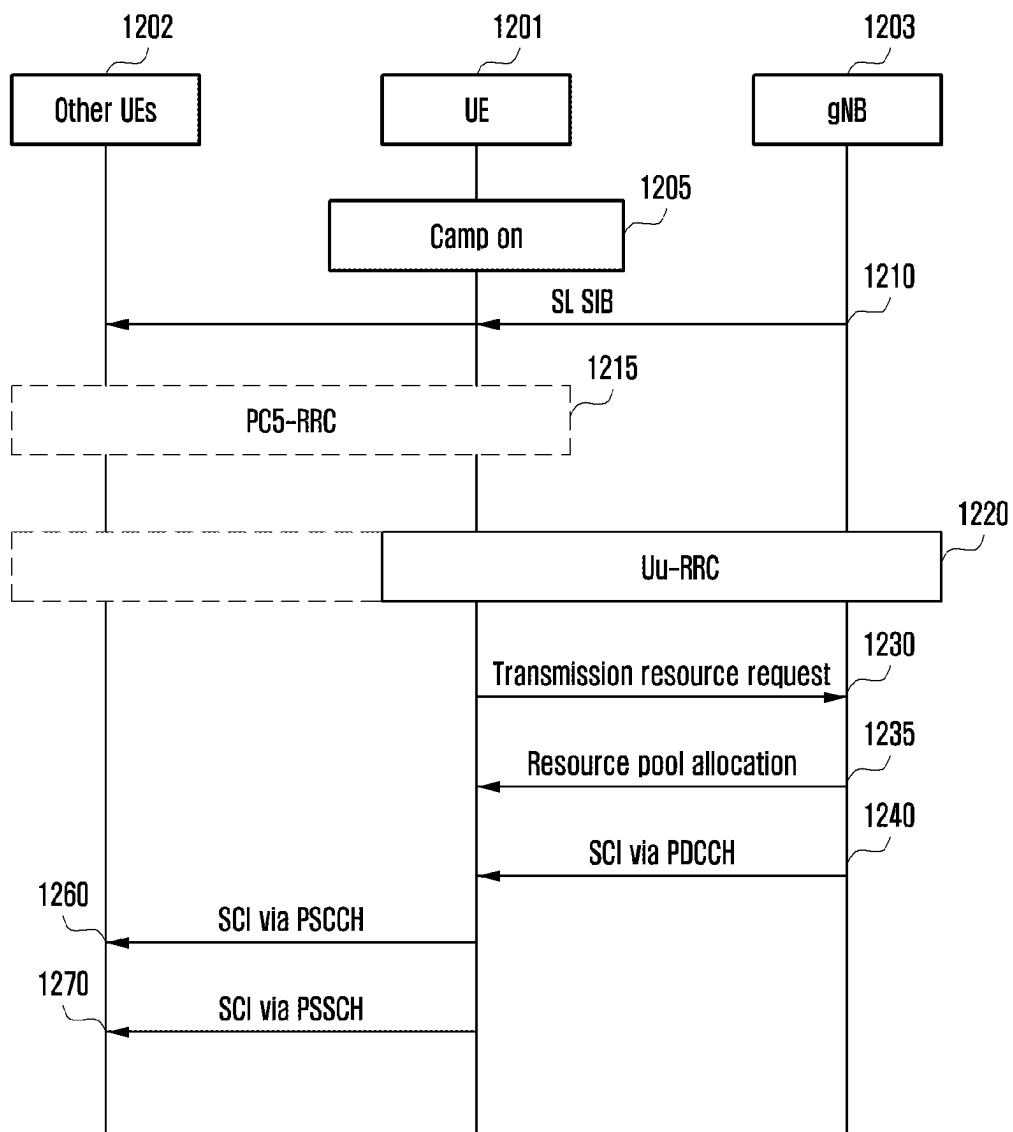 1202
1201
1203
Other UEs
UE
gNB
1205
Camp on
1210
SL SIB
1215
PC5-RRC
1220
Uu-RRC
1230
Transmission resource request
1235
Resource pool allocation
1240
SCI via PDCCH
1260
SCI via PSCCH
1270
SCI via PSSCH